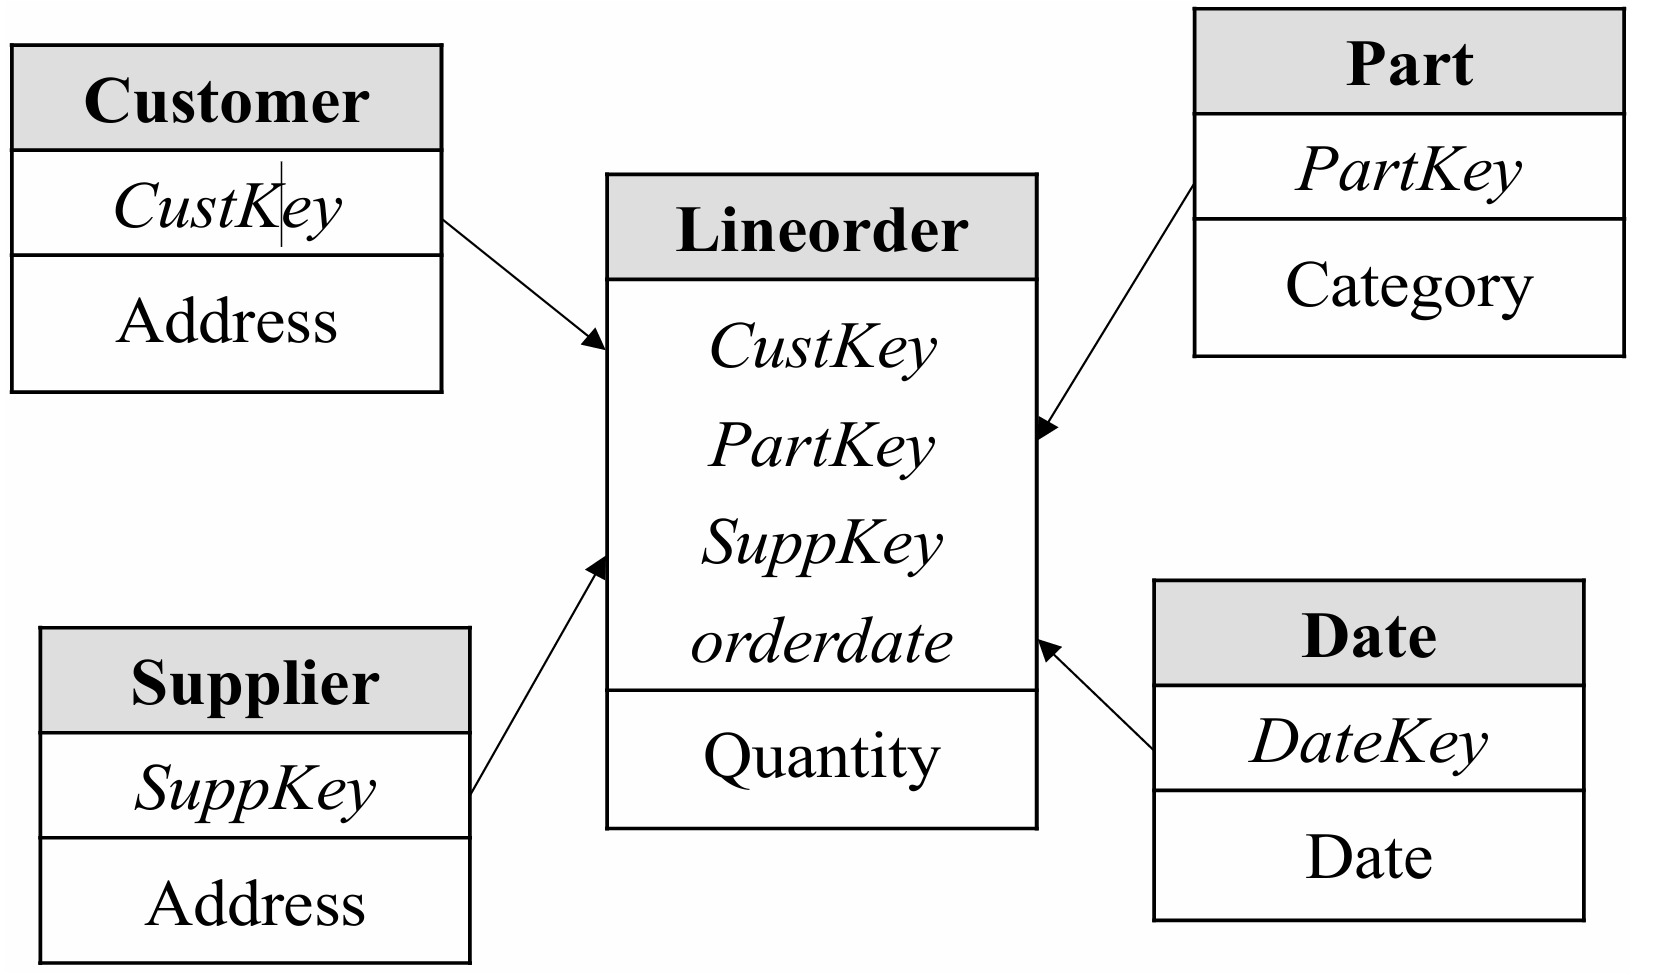 Customer
CustKey
Address
Part
PartKey
Category
Lineorder
CustKey
PartKey
SuppKey
orderdate
Quantity
Supplier
SuppKey
Address
Date
DateKey
Date